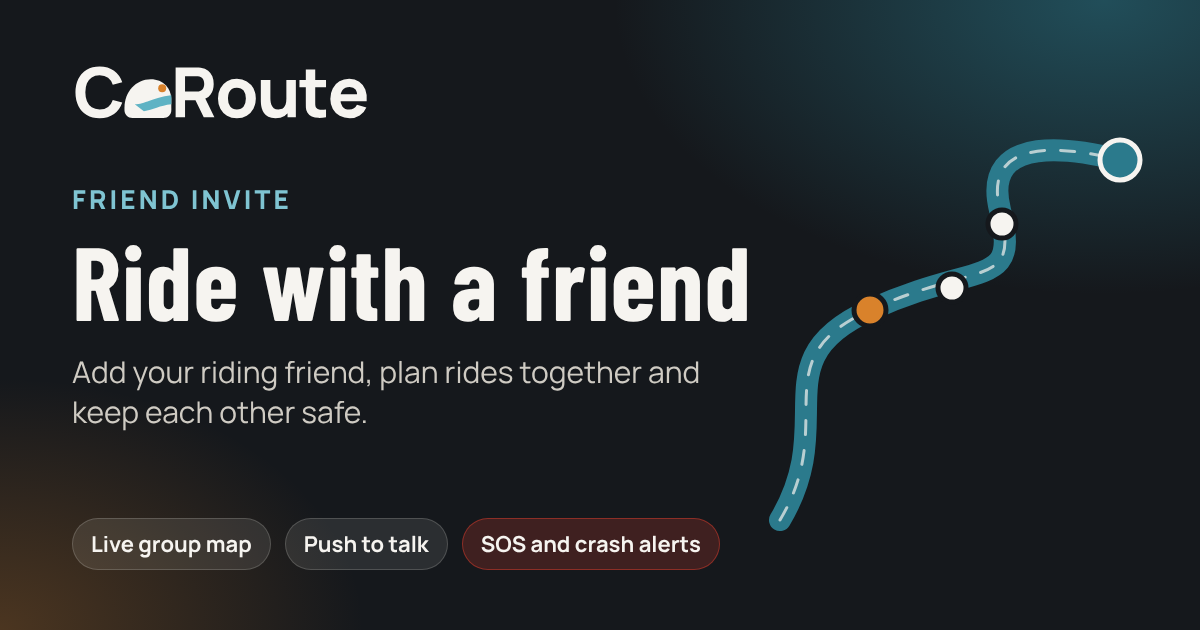 CoRoute
FRIEND INVITE
Ride with a friend
Add your riding friend, plan rides together and
keep each other safe.
Live group map
Push to talk
SOS and crash alerts